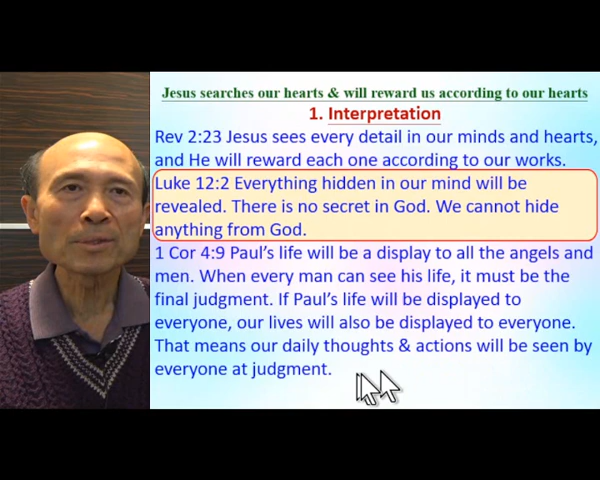 Jesus searches our hearts & will reward us according to our hearts
1. Interpretation
Rev 2:23 Jesus sees every detail in our minds and hearts,
and He will reward each one according to our works.
Luke 12:2 Everything hidden in our mind will be
revealed. There is no secret in God. We cannot hide
anything from God.
1 Cor 4:9 Paul's life will be a display to all the angels and
men. When every man can see his life, it must be the
final judgment. If Paul's life will be displayed to
everyone, our lives will also be displayed to everyone.
That means our daily thoughts & actions will be seen by
everyone at judgment.